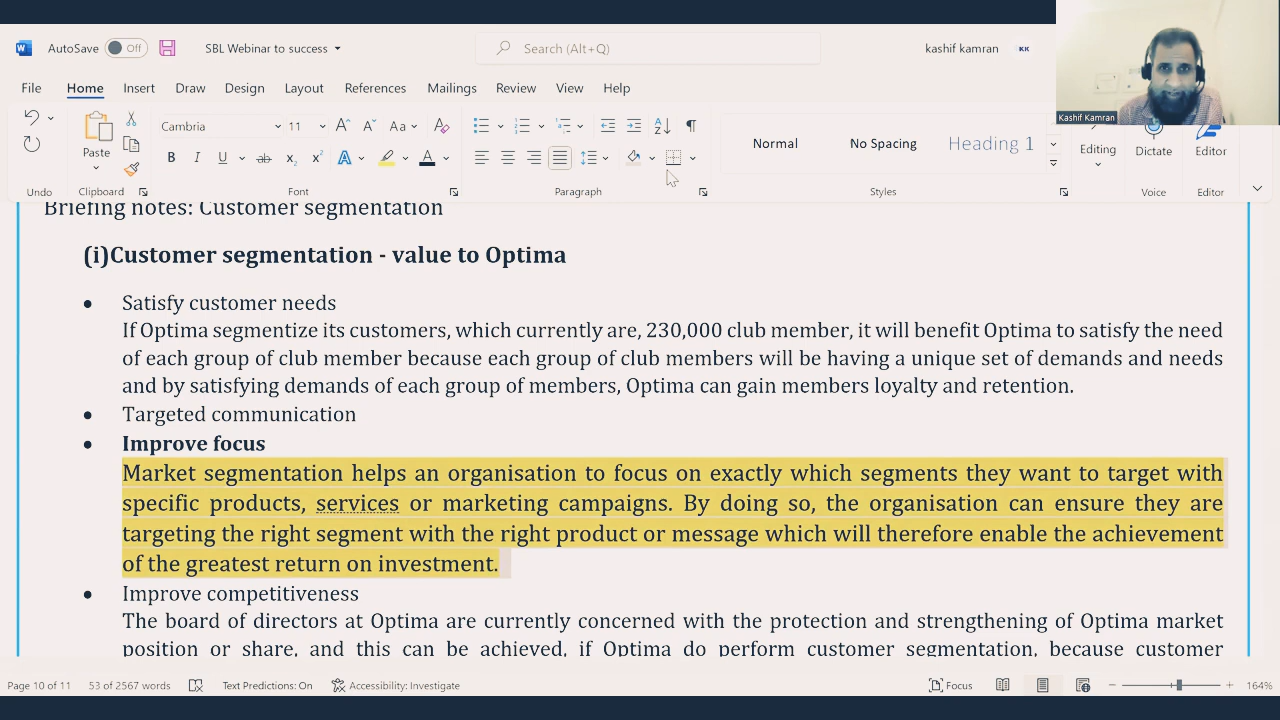 AutoSave Off SBL Webinar to success Search (Alt+Q) kashif kamran KK
File Home Insert Draw Design Layout References Mailings Review View Help
Kashif Kamran
Paste
Cambria 11
Aa
B I U ab x₂ x² A A
Normal No Spacing Heading 1
Editing Dictate Editor
Undo Clipboard Font Paragraph Styles Voice Editor
Briefing notes: Customer segmentation
(i)Customer segmentation - value to Optima
• Satisfy customer needs
If Optima segmentize its customers, which currently are, 230,000 club member, it will benefit Optima to satisfy the need
of each group of club member because each group of club members will be having a unique set of demands and needs
and by satisfying demands of each group of members, Optima can gain members loyalty and retention.
• Targeted communication
• Improve focus
Market segmentation helps an organisation to focus on exactly which segments they want to target with
specific products, services or marketing campaigns. By doing so, the organisation can ensure they are
targeting the right segment with the right product or message which will therefore enable the achievement
of the greatest return on investment.
• Improve competitiveness
The board of directors at Optima are currently concerned with the protection and strengthening of Optima market
position or share, and this can be achieved, if Optima do perform customer segmentation, because customer
Page 10 of 11 53 of 2567 words Text Predictions: On Accessibility: Investigate Focus 164%